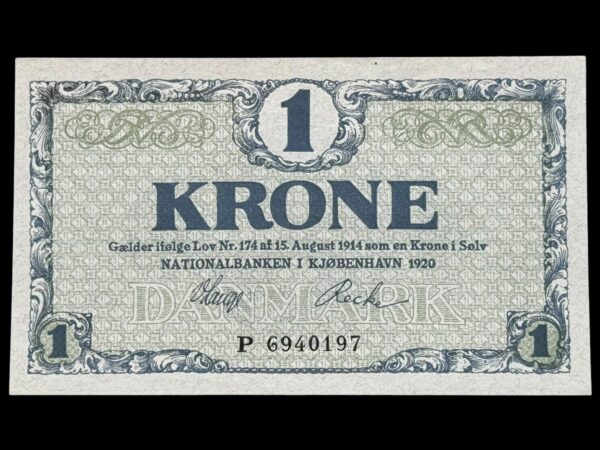 1
KRONE
Gælder ifølge Lov Nr. 174 af 15. August 1914 som en Krone i Sølv
NATIONALBANKEN I KJØBENHAVN 1920
DANMARK
P 6940197
1 1